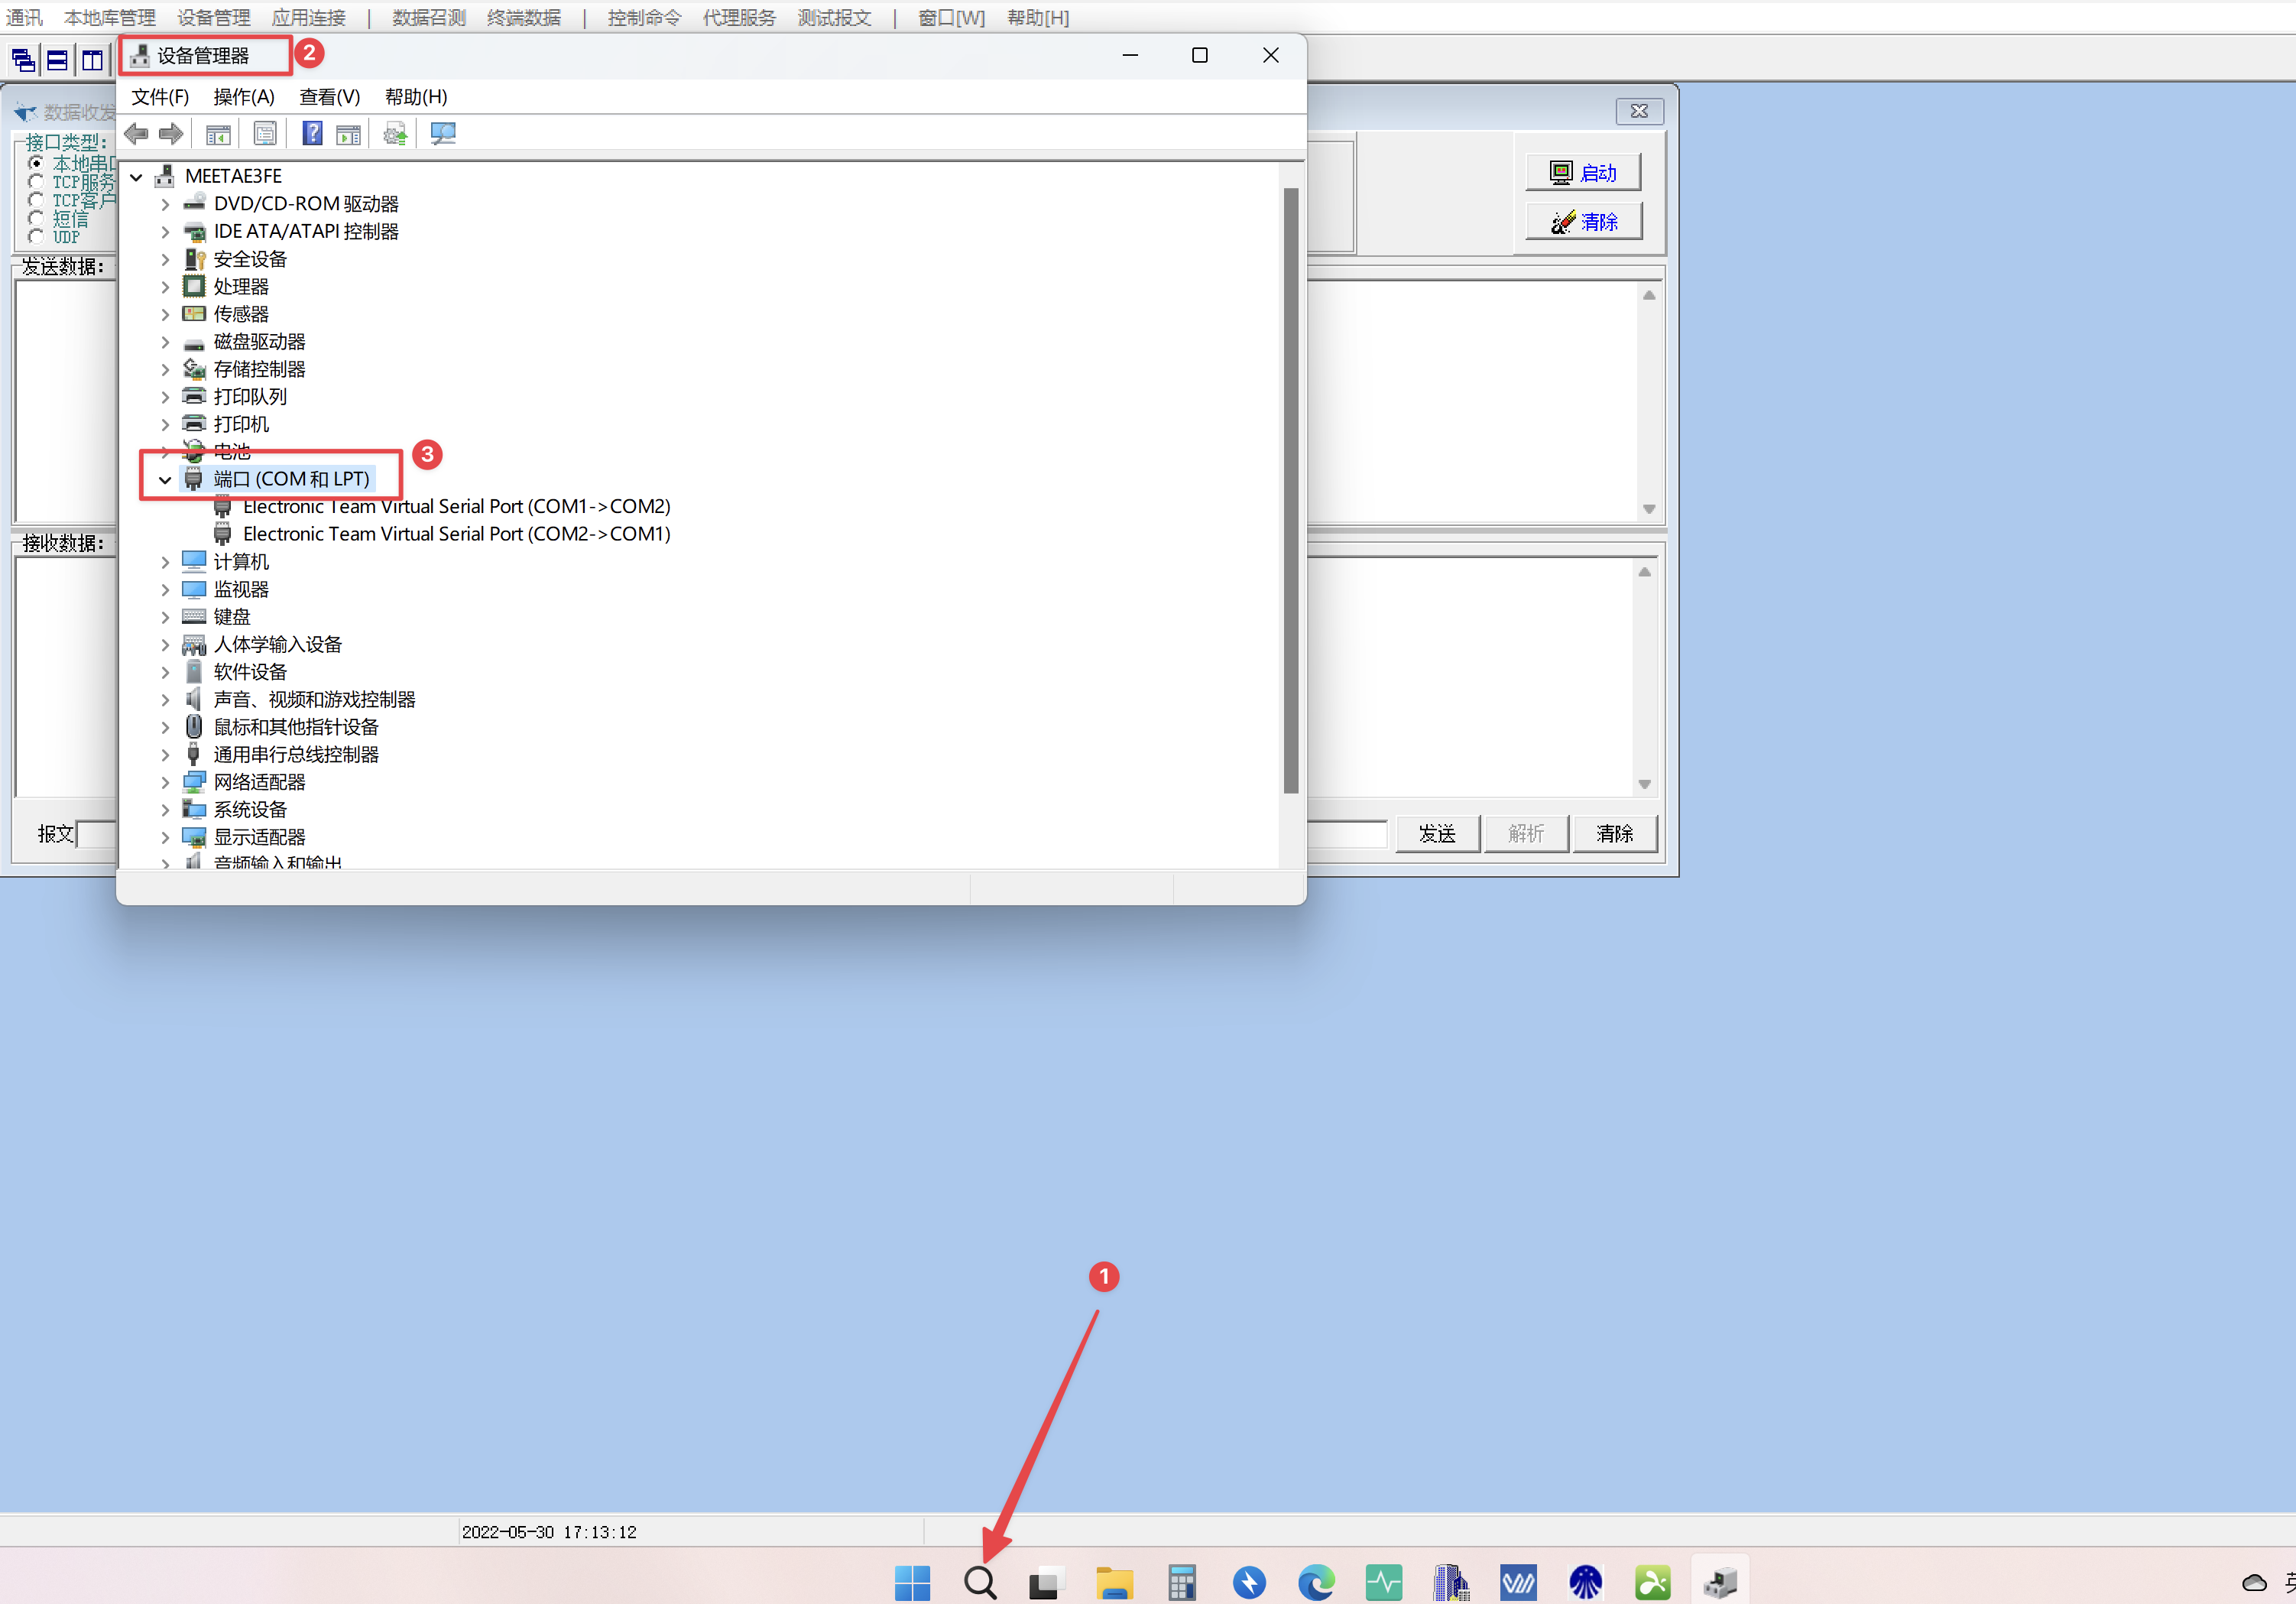 通讯 本地库管理 设备管理 应用连接 | 数据召测 终端数据 | 控制命令 代理服务 测试报文 | 窗口[W] 帮助[H]
设备管理器
2
文件(F) 操作(A) 查看(V) 帮助(H)
数据收发
接口类型:
本地串口
TCP服务
TCP客户
短信
UDP
启动
清除
发送数据:
接收数据:
报文
MEETAE3FE
DVD/CD-ROM 驱动器
IDE ATA/ATAPI 控制器
安全设备
处理器
传感器
磁盘驱动器
存储控制器
打印队列
打印机
电池
3
端口 (COM 和 LPT)
Electronic Team Virtual Serial Port (COM1->COM2)
Electronic Team Virtual Serial Port (COM2->COM1)
计算机
监视器
键盘
人体学输入设备
软件设备
声音、视频和游戏控制器
鼠标和其他指针设备
通用串行总线控制器
网络适配器
系统设备
显示适配器
音频输入和输出
发送 解析 清除
1
2022-05-30 17:13:12
英